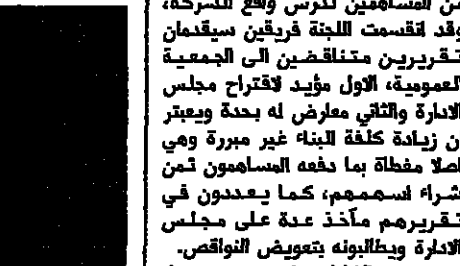 من المساهمين لدرس واقع الشركة،
وقد انقسمت اللجنة فريقين سيقدمان
تقريرين متناقضين الى الجمعية
العمومية، الاول مؤيد لاقتراح مجلس
الادارة والثاني معارض له بحدة ويعتبر
ن زيادة كلفة البناء غير مبررة وهي
اصلا مغطاة بما دفعه المساهمون ثمن
شراء اسهمهم، كما يعددون في
تقريرهم مآخذ عدة على مجلس
الادارة ويطالبونه بتعويض النواقص.